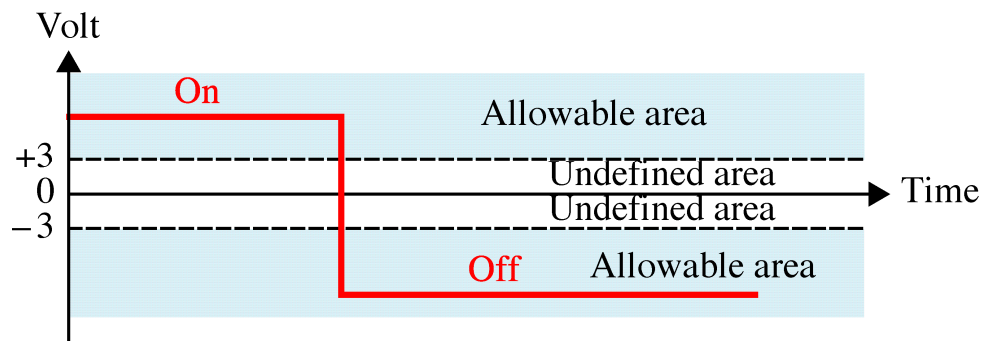 Volt
On
Allowable area
+3
Undefined area
0
Time
Undefined area
−3
Off
Allowable area